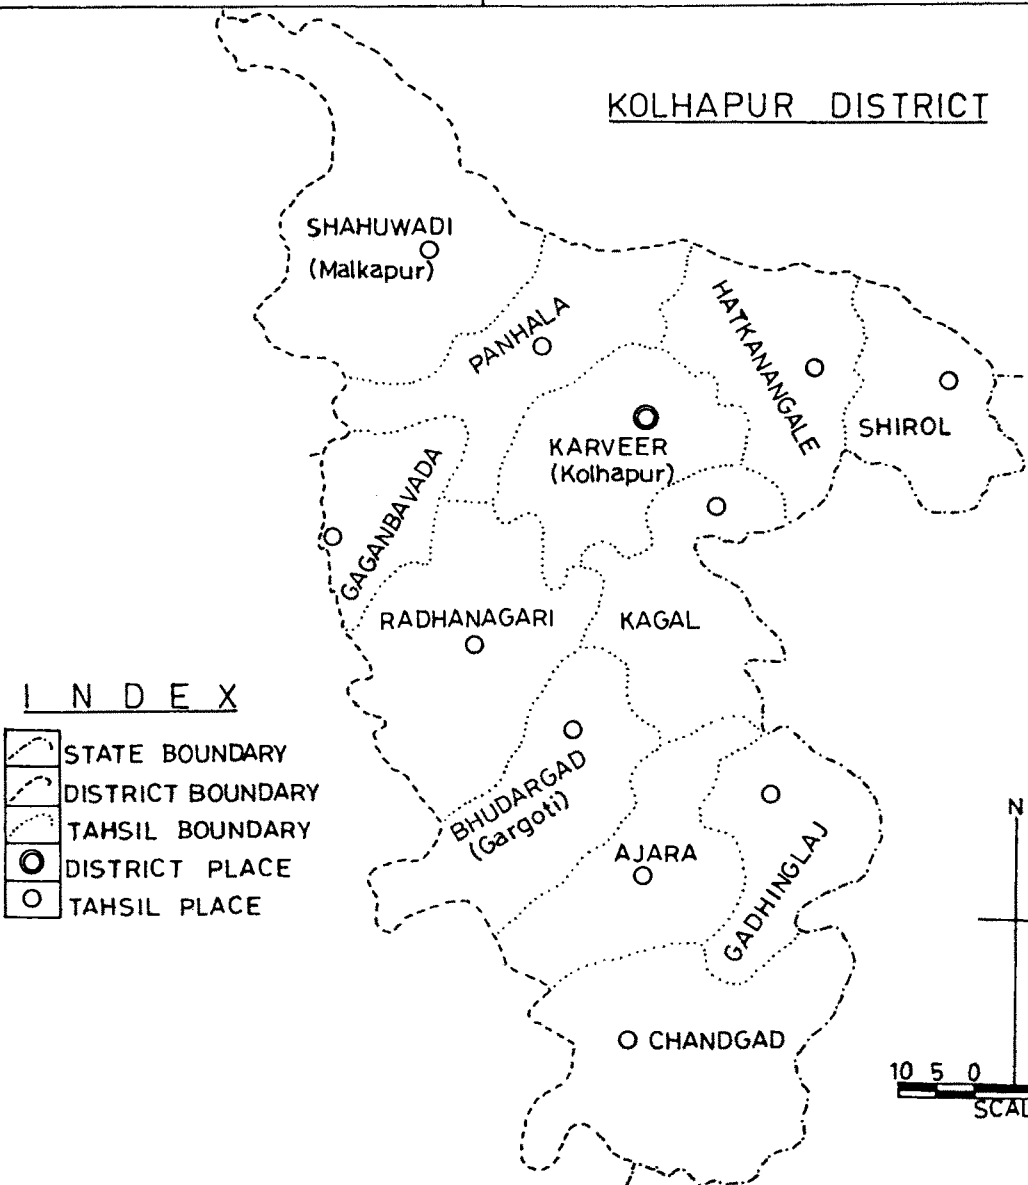 KOLHAPUR DISTRICT
SHAHUWADI
(Malkapur)
PANHALA
HATKANANGALE
SHIROL
KARVEER
(Kolhapur)
GAGANBAVADA
RADHANAGARI
KAGAL
INDEX
STATE BOUNDARY
DISTRICT BOUNDARY
TAHSIL BOUNDARY
DISTRICT PLACE
TAHSIL PLACE
BHUDARGAD
(Gargoti)
AJARA
GADHINGLAJ
CHANDGAD
N
10 5 0